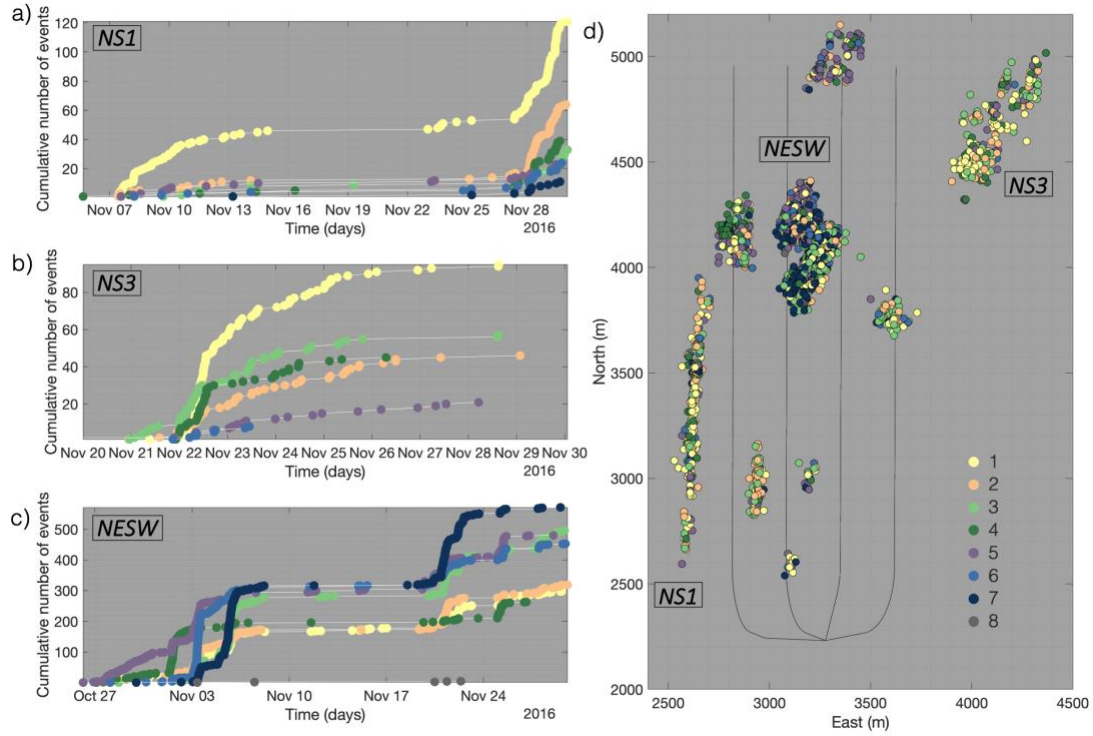 a)
NS1
Cumulative number of events
120
100
80
60
40
20
Nov 07 Nov 10 Nov 13 Nov 16 Nov 19 Nov 22 Nov 25 Nov 28
Time (days)
2016
b)
NS3
Cumulative number of events
80
60
40
20
Nov 20 Nov 21 Nov 22 Nov 23 Nov 24 Nov 25 Nov 26 Nov 27 Nov 28 Nov 29 Nov 30
Time (days)
2016
c)
NESW
Cumulative number of events
500
400
300
200
100
Oct 27 Nov 03 Nov 10 Nov 17 Nov 24
Time (days)
2016
d)
North (m)
5000
4500
4000
3500
3000
2500
2000
NESW
NS3
NS1
1
2
3
4
5
6
7
8
2500 3000 3500 4000 4500
East (m)